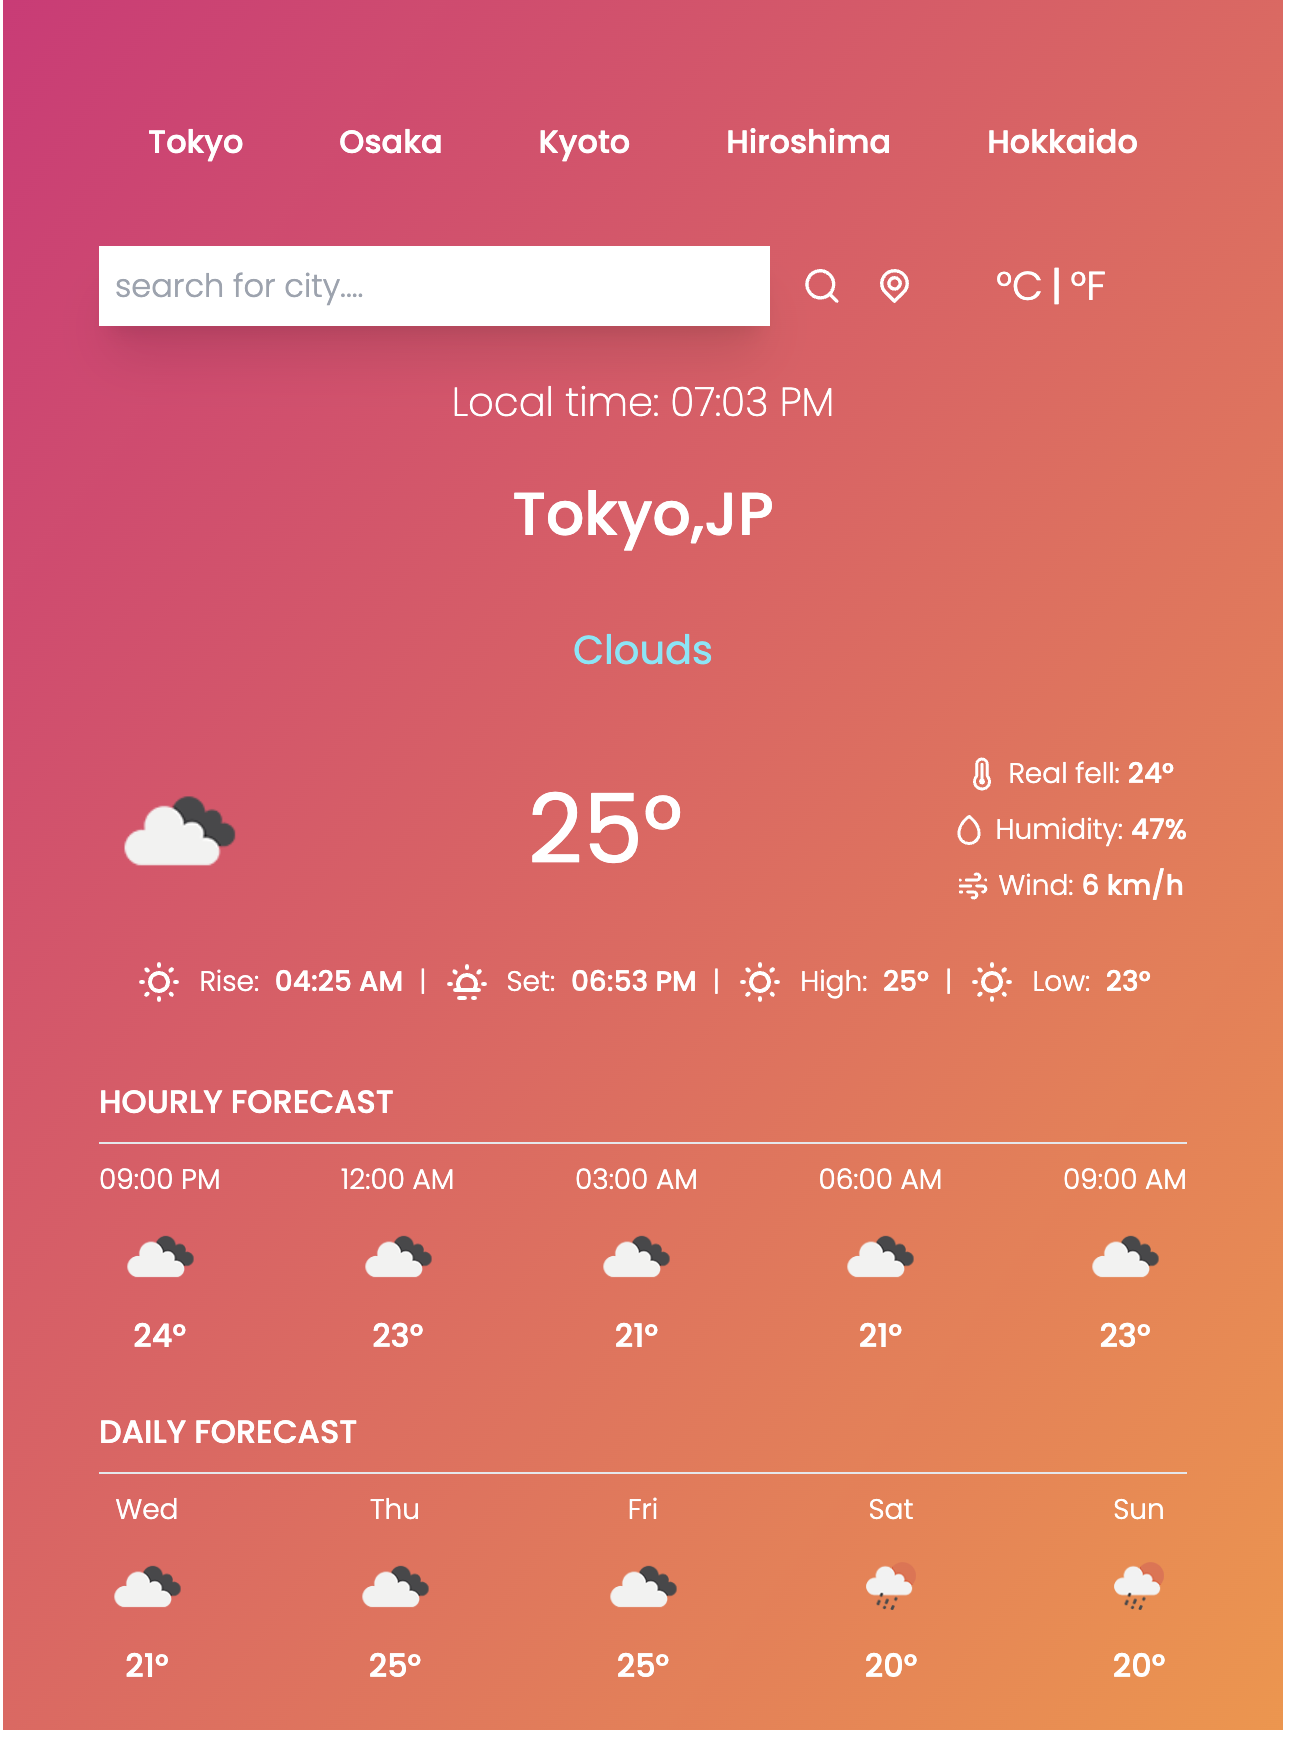 Tokyo Osaka Kyoto Hiroshima Hokkaido
search for city....
°C | °F
Local time: 07:03 PM
Tokyo,JP
Clouds
25°
Real fell: 24°
Humidity: 47%
Wind: 6 km/h
Rise: 04:25 AM | Set: 06:53 PM | High: 25° | Low: 23°
HOURLY FORECAST
09:00 PM 12:00 AM 03:00 AM 06:00 AM 09:00 AM
24° 23° 21° 21° 23°
DAILY FORECAST
Wed Thu Fri Sat Sun
21° 25° 25° 20° 20°